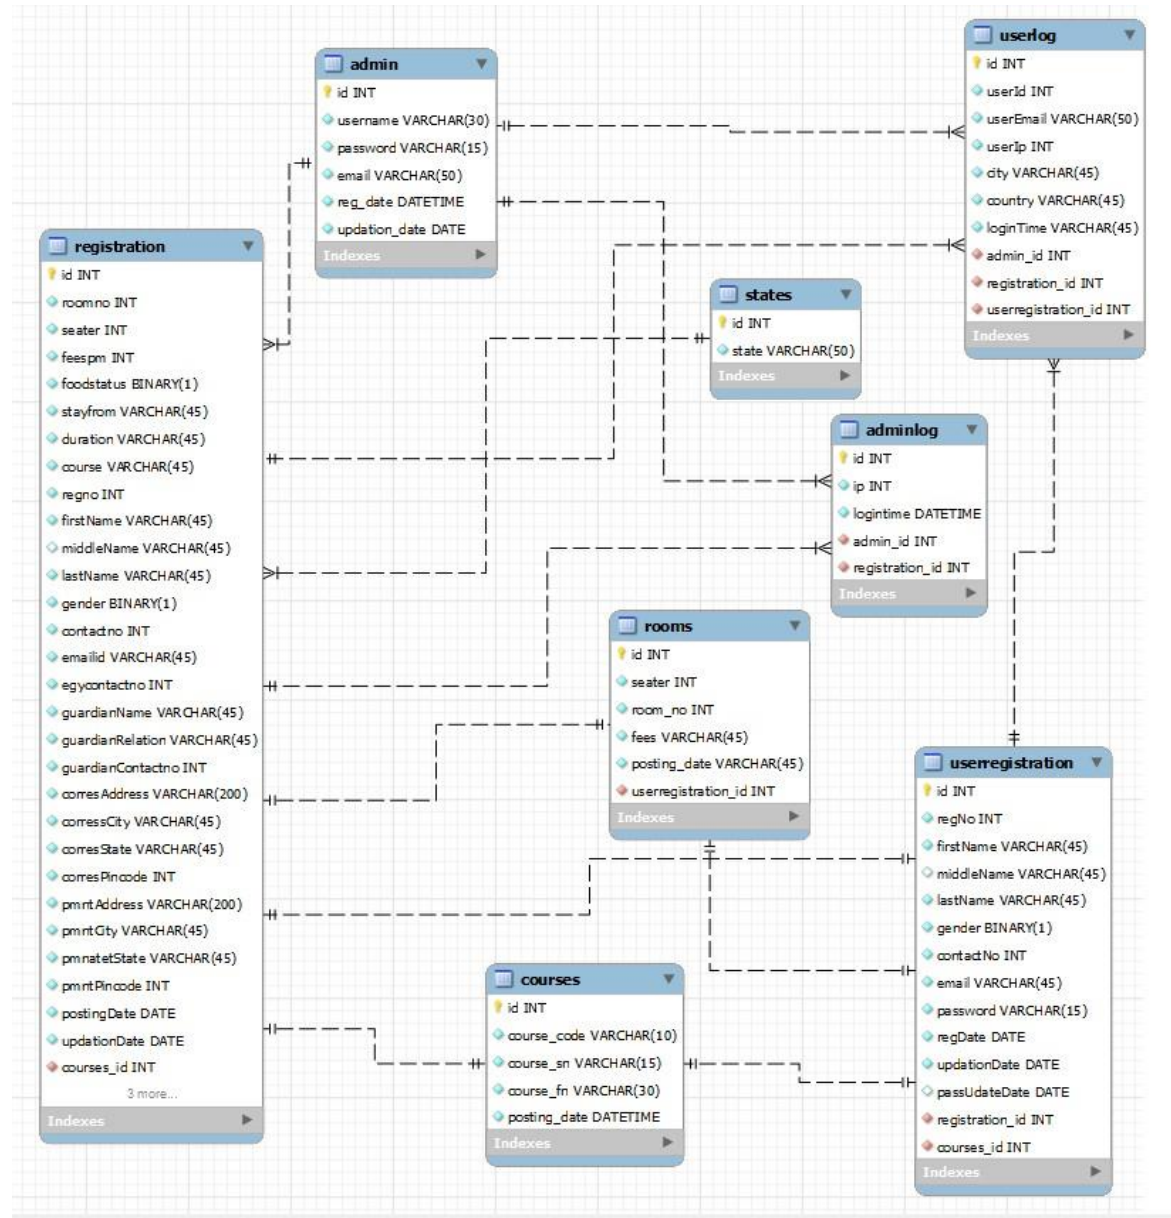 admin
id INT
username VARCHAR(30)
password VARCHAR(15)
email VARCHAR(50)
reg_date DATETIME
updation_date DATE
Indexes
userlog
id INT
userId INT
userEmail VARCHAR(50)
userIp INT
city VARCHAR(45)
country VARCHAR(45)
loginTime VARCHAR(45)
admin_id INT
registration_id INT
userregistration_id INT
Indexes
registration
id INT
roomno INT
seater INT
feespm INT
foodstatus BINARY(1)
stayfrom VARCHAR(45)
duration VARCHAR(45)
course VARCHAR(45)
regno INT
firstName VARCHAR(45)
middleName VARCHAR(45)
lastName VARCHAR(45)
gender BINARY(1)
contactno INT
emailid VARCHAR(45)
egycontactno INT
guardianName VARCHAR(45)
guardianRelation VARCHAR(45)
guardianContactno INT
corresAddress VARCHAR(200)
corressCity VARCHAR(45)
corresState VARCHAR(45)
corresPincode INT
pmntAddress VARCHAR(200)
pmntCity VARCHAR(45)
pmnatetState VARCHAR(45)
pmntPincode INT
postingDate DATE
updationDate DATE
courses_id INT
3 more...
Indexes
states
id INT
state VARCHAR(50)
Indexes
adminlog
id INT
ip INT
logintime DATETIME
admin_id INT
registration_id INT
Indexes
rooms
id INT
seater INT
room_no INT
fees VARCHAR(45)
posting_date VARCHAR(45)
userregistration_id INT
Indexes
userregistration
id INT
regNo INT
firstName VARCHAR(45)
middleName VARCHAR(45)
lastName VARCHAR(45)
gender BINARY(1)
contactNo INT
email VARCHAR(45)
password VARCHAR(15)
regDate DATE
updationDate DATE
passUdateDate DATE
registration_id INT
courses_id INT
Indexes
courses
id INT
course_code VARCHAR(10)
course_sn VARCHAR(15)
course_fn VARCHAR(30)
posting_date DATETIME
Indexes